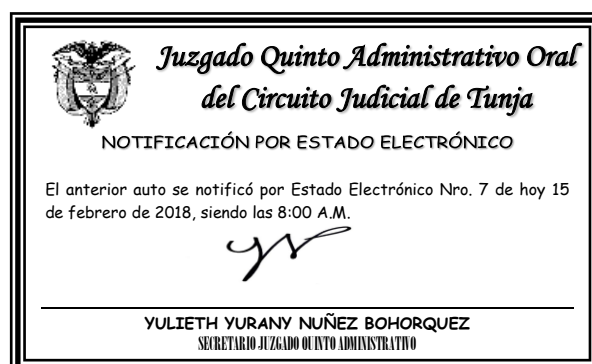 Juzgado Quinto Administrativo Oral
del Circuito Judicial de Tunja
NOTIFICACIÓN POR ESTADO ELECTRÓNICO
El anterior auto se notificó por Estado Electrónico Nro. 7 de hoy 15
de febrero de 2018, siendo las 8:00 A.M.
YULIETH YURANY NUÑEZ BOHORQUEZ
SECRETARIO JUZGADO QUINTO ADMINISTRATIVO